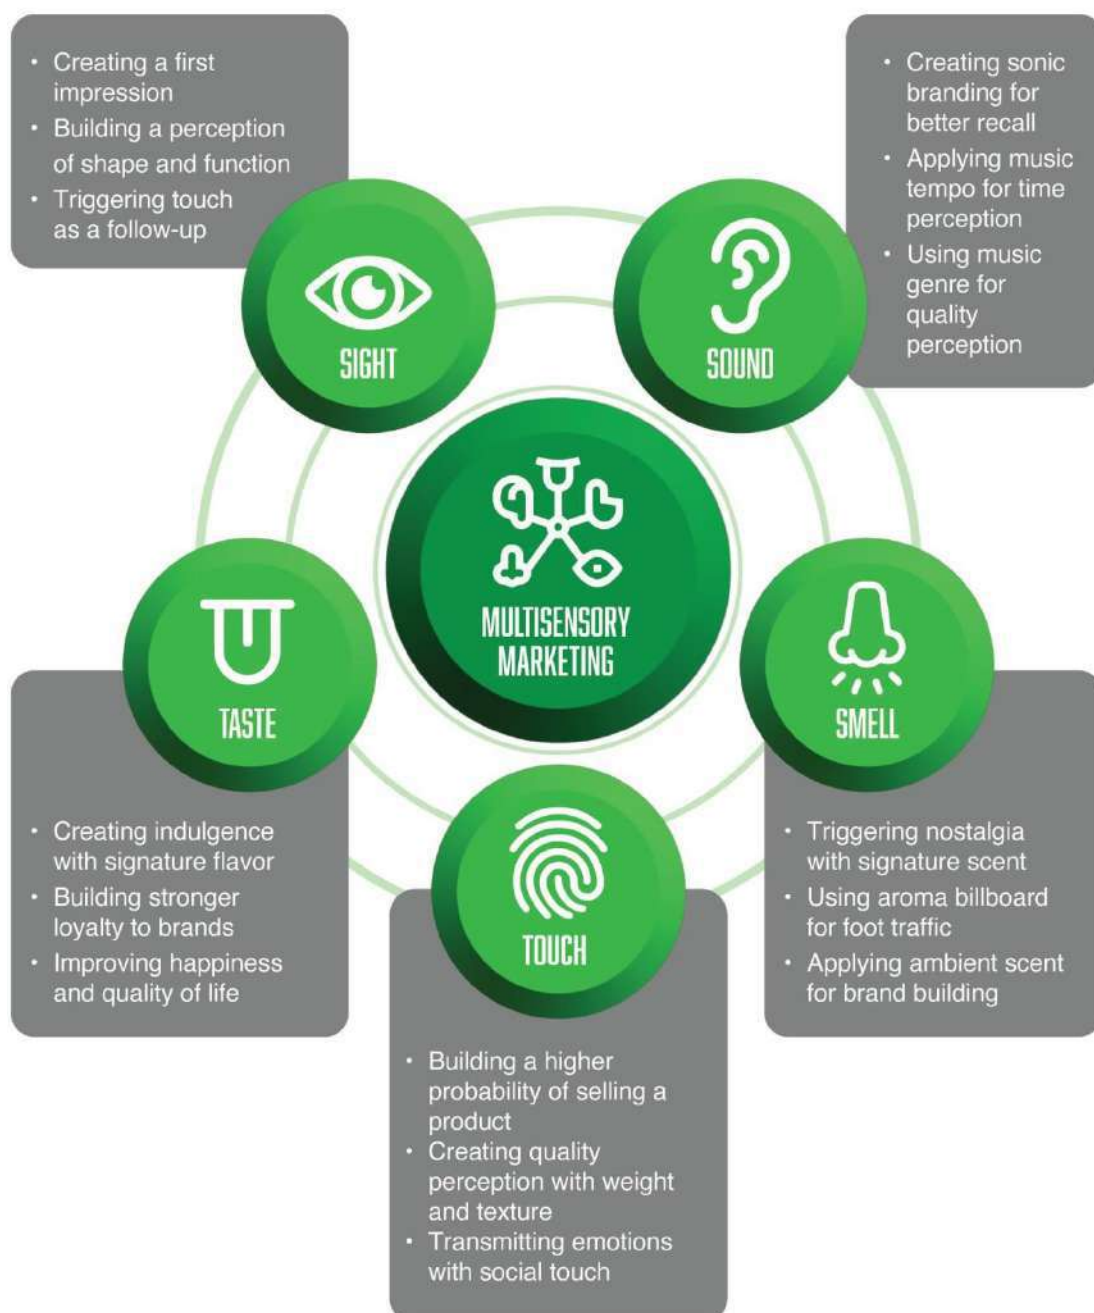 • Creating a first
impression
• Building a perception
of shape and function
• Triggering touch
as a follow-up
SIGHT
• Creating sonic
branding for
better recall
• Applying music
tempo for time
perception
• Using music
genre for
quality
perception
SOUND
MULTISENSORY
MARKETING
TASTE
• Creating indulgence
with signature flavor
• Building stronger
loyalty to brands
• Improving happiness
and quality of life
SMELL
• Triggering nostalgia
with signature scent
• Using aroma billboard
for foot traffic
• Applying ambient scent
for brand building
TOUCH
• Building a higher
probability of selling a
product
• Creating quality
perception with weight
and texture
• Transmitting emotions
with social touch